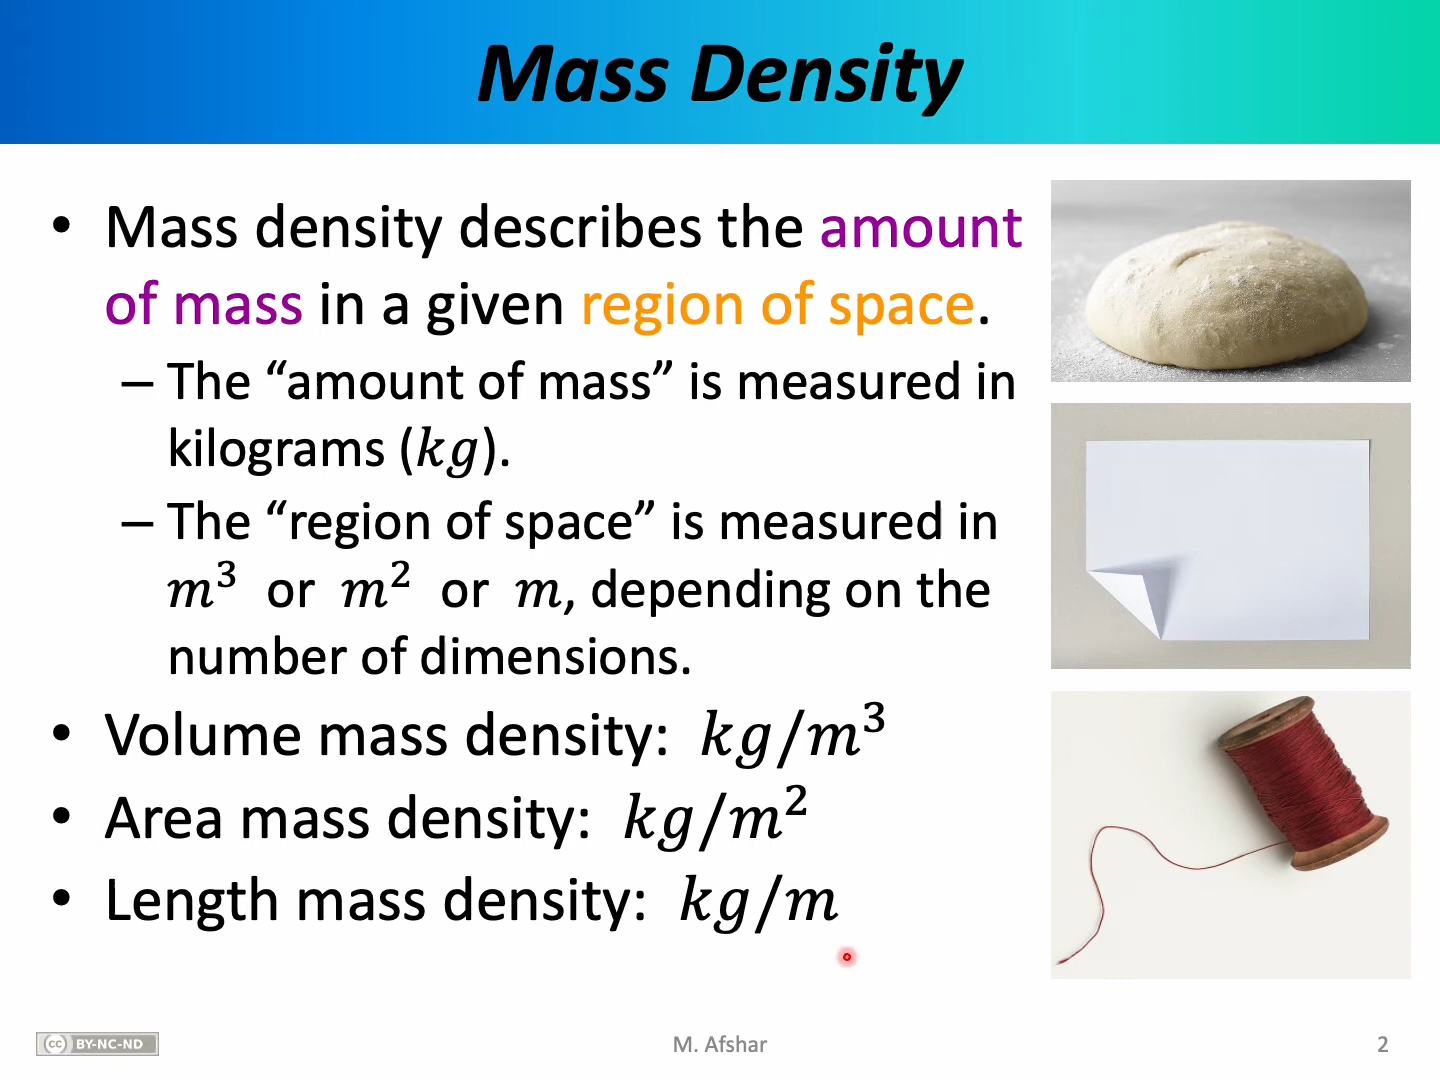 Mass Density
• Mass density describes the amount
of mass in a given region of space.
– The “amount of mass” is measured in
kilograms (kg).
– The “region of space” is measured in
m³ or m² or m, depending on the
number of dimensions.
• Volume mass density: kg/m³
• Area mass density: kg/m²
• Length mass density: kg/m
cc BY-NC-ND
M. Afshar
2